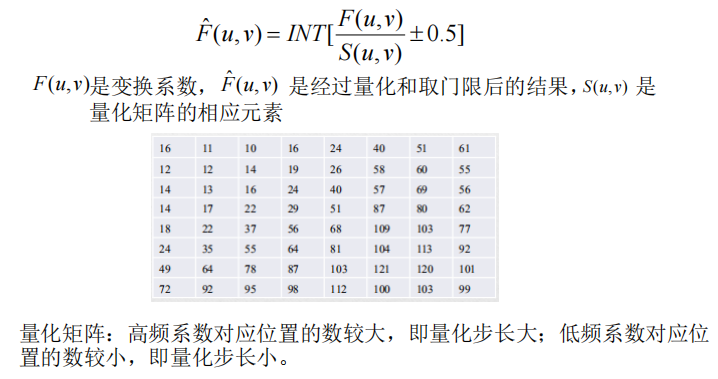 F̂(u,v) = INT[F(u,v)/S(u,v) ± 0.5]
F(u,v)是变换系数, F̂(u,v) 是经过量化和取门限后的结果, S(u,v) 是
量化矩阵的相应元素
16 11 10 16 24 40 51 61
12 12 14 19 26 58 60 55
14 13 16 24 40 57 69 56
14 17 22 29 51 87 80 62
18 22 37 56 68 109 103 77
24 35 55 64 81 104 113 92
49 64 78 87 103 121 120 101
72 92 95 98 112 100 103 99
量化矩阵：高频系数对应位置的数较大，即量化步长大；低频系数对应位
置的数较小，即量化步长小。